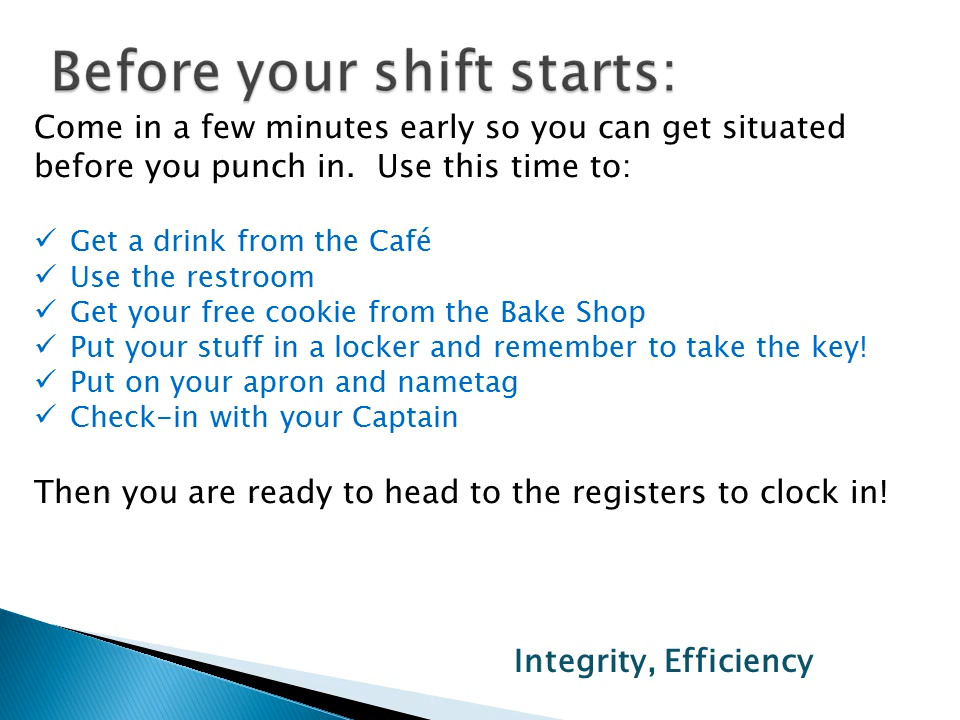 Before your shift starts:
Come in a few minutes early so you can get situated
before you punch in.  Use this time to:
✓ Get a drink from the Café
✓ Use the restroom
✓ Get your free cookie from the Bake Shop
✓ Put your stuff in a locker and remember to take the key!
✓ Put on your apron and nametag
✓ Check-in with your Captain
Then you are ready to head to the registers to clock in!
Integrity, Efficiency